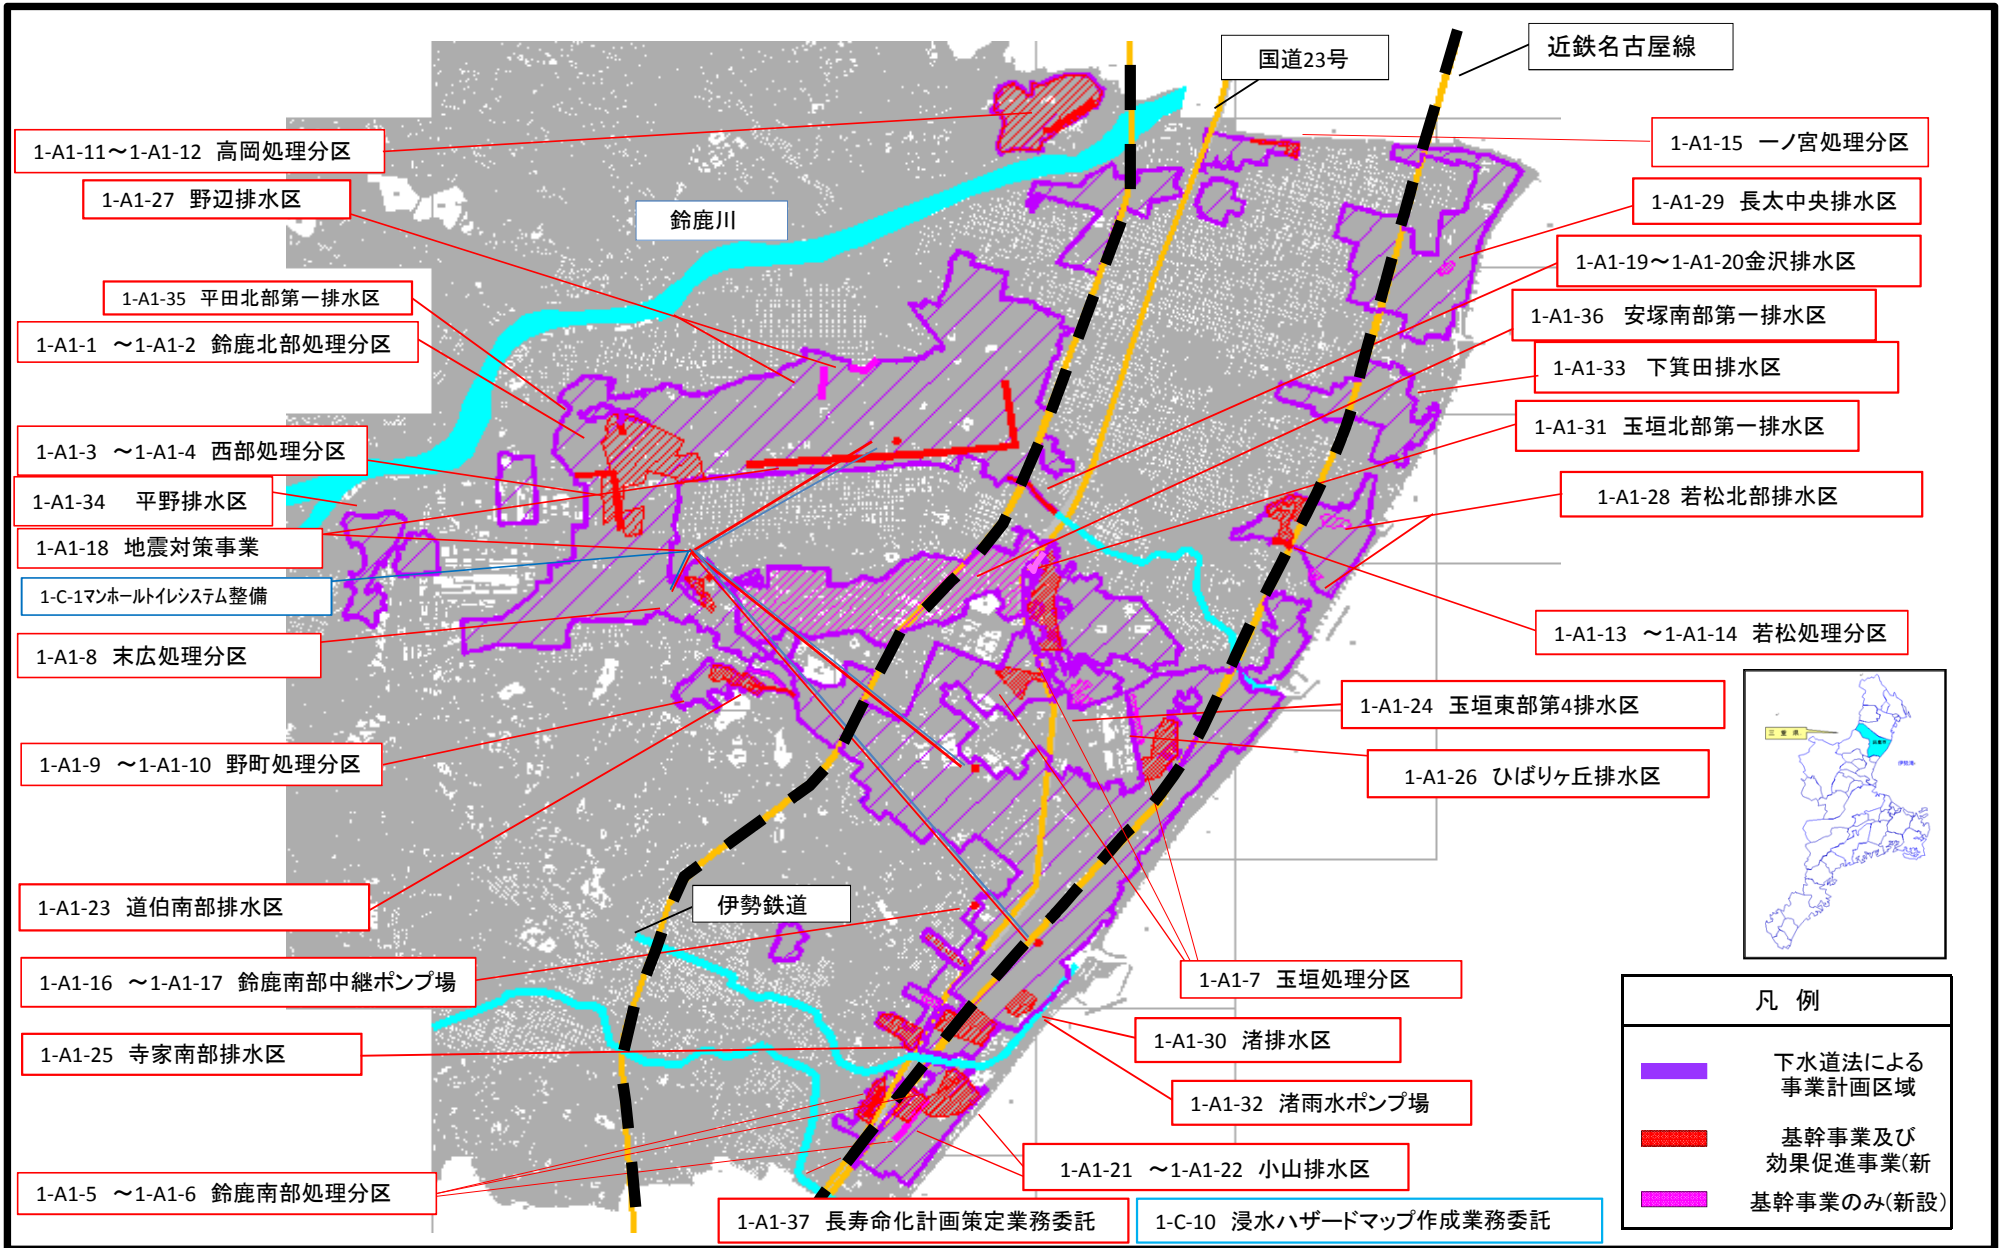 国道23号
近鉄名古屋線
1-A1-11～1-A1-12 高岡処理分区
1-A1-27 野辺排水区
鈴鹿川
1-A1-15 一ノ宮処理分区
1-A1-29 長太中央排水区
1-A1-19～1-A1-20金沢排水区
1-A1-35 平田北部第一排水区
1-A1-1 ～1-A1-2 鈴鹿北部処理分区
1-A1-36 安塚南部第一排水区
1-A1-33 下箕田排水区
1-A1-31 玉垣北部第一排水区
1-A1-3 ～1-A1-4 西部処理分区
1-A1-34 平野排水区
1-A1-28 若松北部排水区
1-A1-18 地震対策事業
1-C-1マンホールトイレシステム整備
1-A1-8 末広処理分区
1-A1-13 ～1-A1-14 若松処理分区
1-A1-24 玉垣東部第4排水区
1-A1-9 ～1-A1-10 野町処理分区
1-A1-26 ひばりヶ丘排水区
三重県
1-A1-23 道伯南部排水区
伊勢鉄道
1-A1-16 ～1-A1-17 鈴鹿南部中継ポンプ場
1-A1-7 玉垣処理分区
1-A1-25 寺家南部排水区
1-A1-30 渚排水区
1-A1-32 渚雨水ポンプ場
1-A1-5 ～1-A1-6 鈴鹿南部処理分区
1-A1-21 ～1-A1-22 小山排水区
1-A1-37 長寿命化計画策定業務委託
1-C-10 浸水ハザードマップ作成業務委託
凡 例
下水道法による
事業計画区域
基幹事業及び
効果促進事業(新
基幹事業のみ(新設)